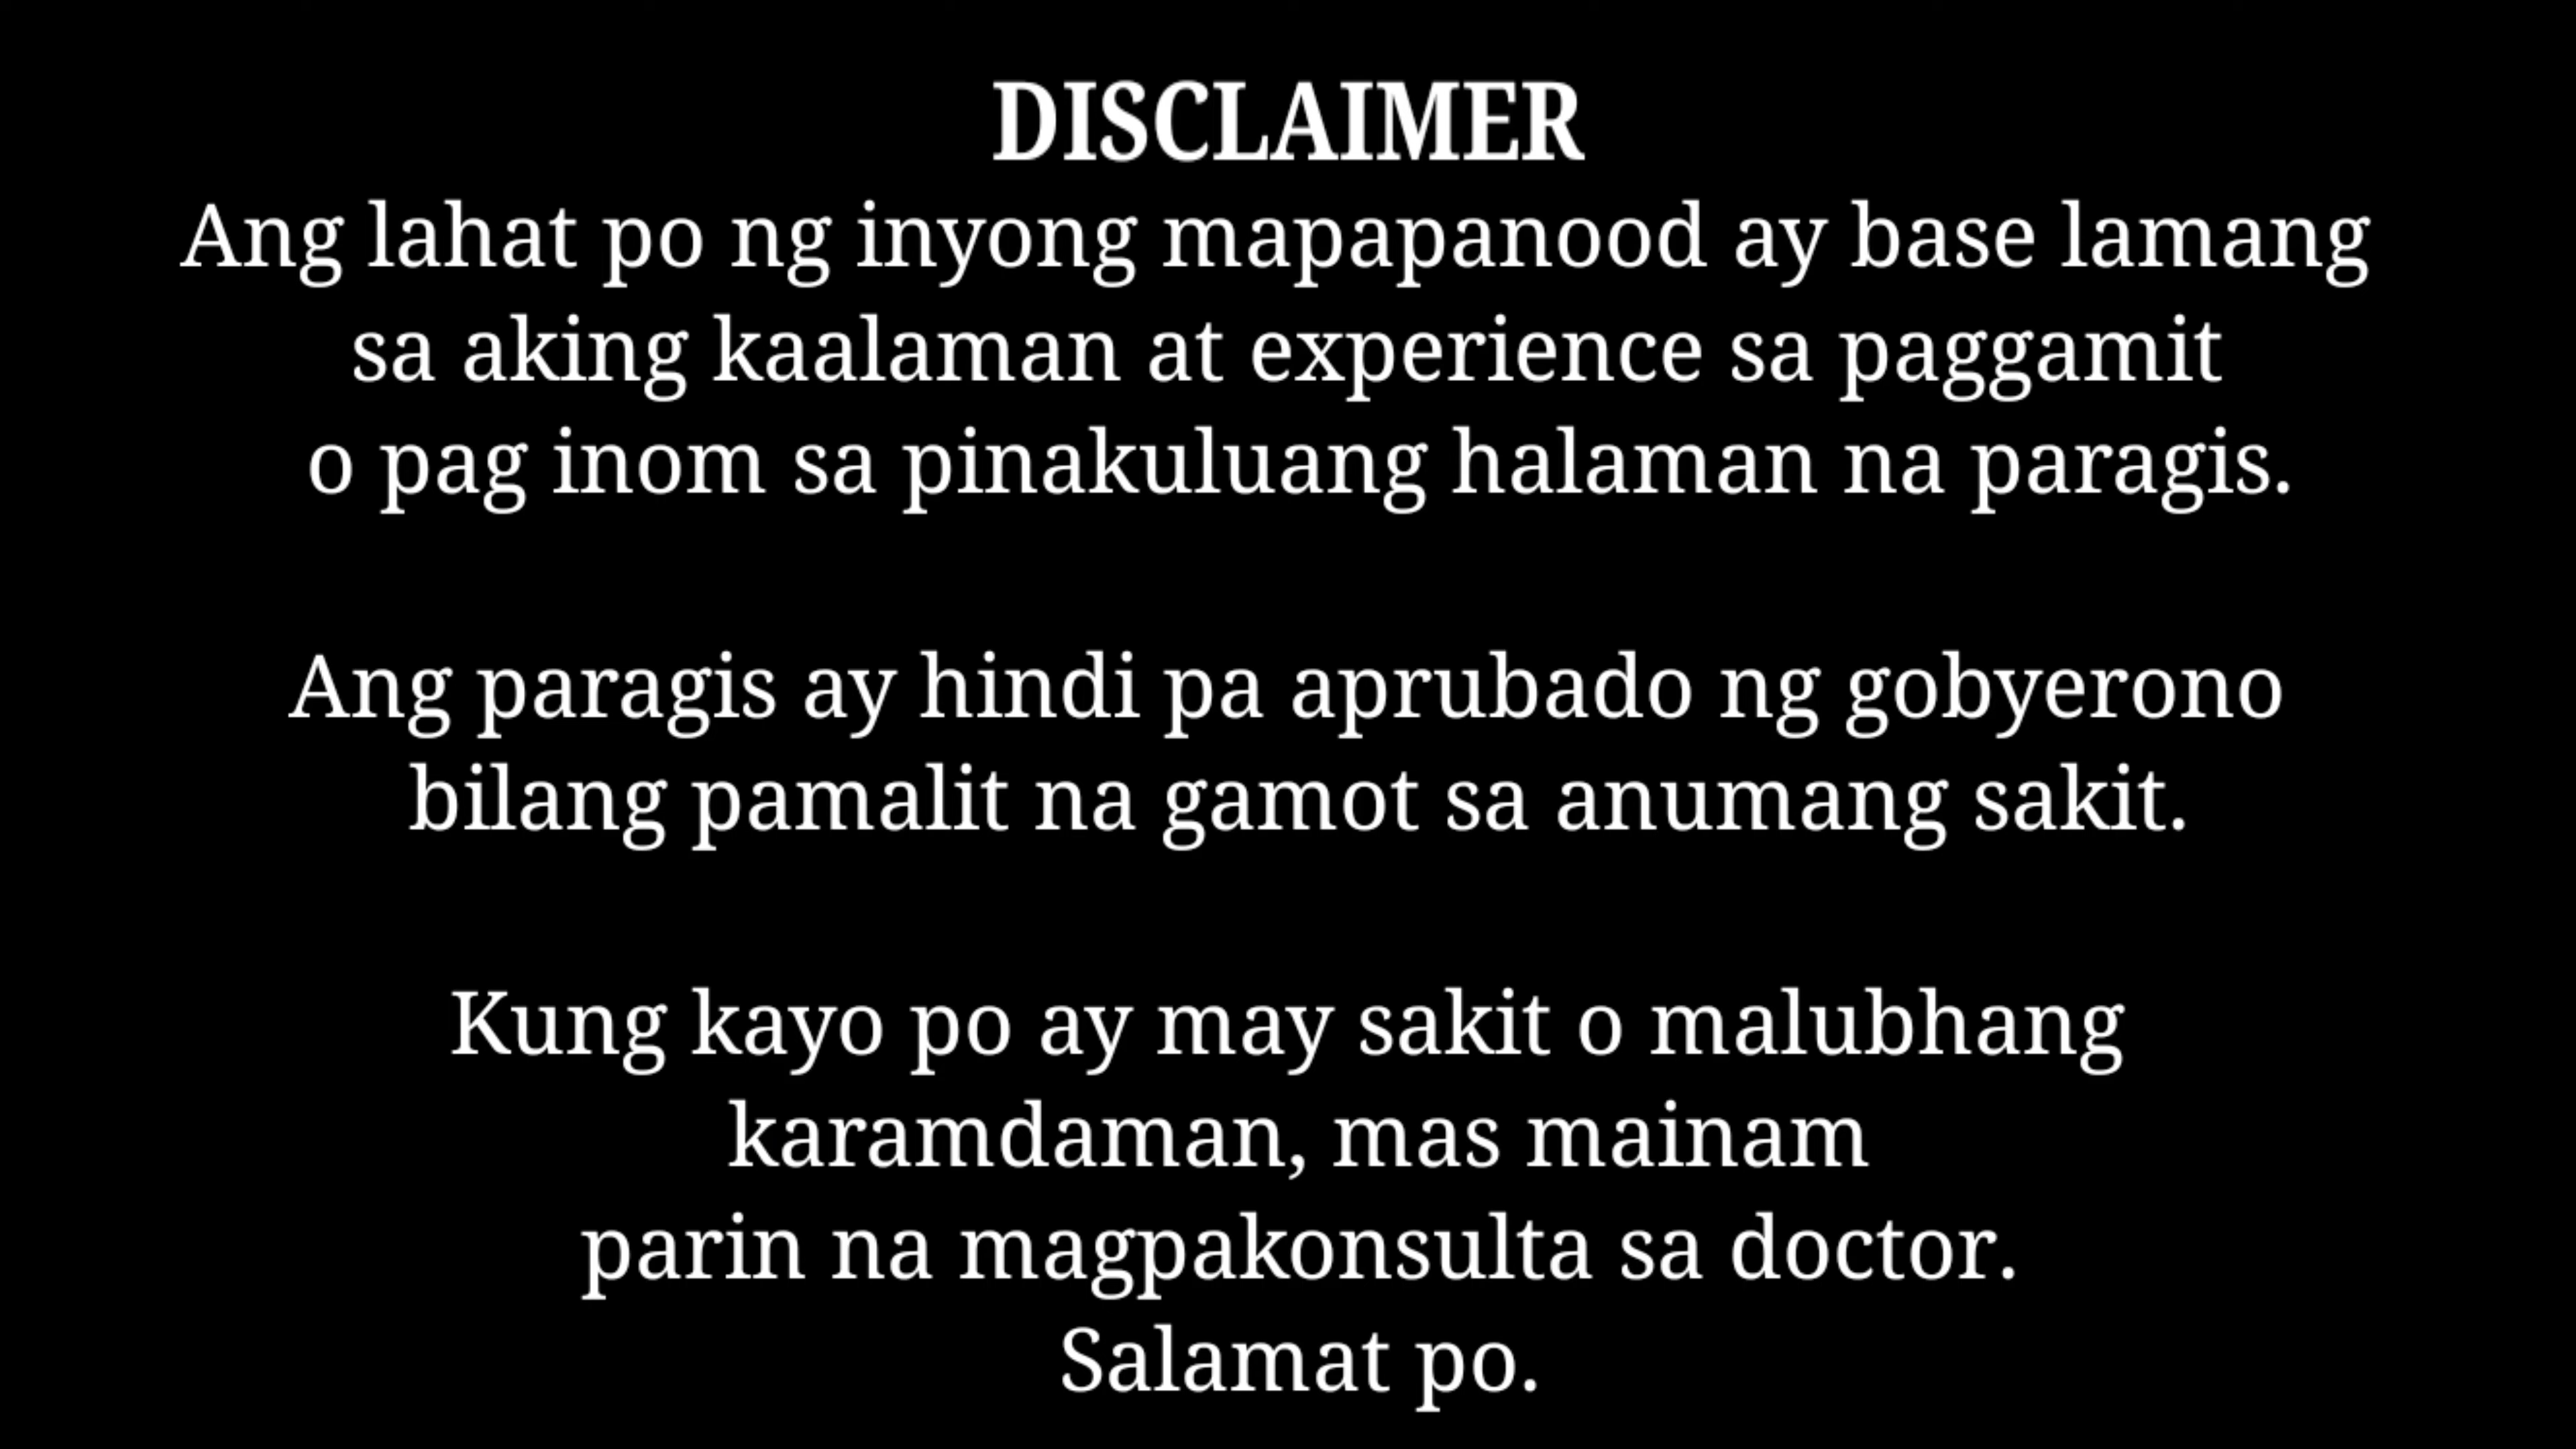 DISCLAIMER
Ang lahat po ng inyong mapapanood ay base lamang
sa aking kaalaman at experience sa paggamit
o pag inom sa pinakuluang halaman na paragis.
Ang paragis ay hindi pa aprubado ng gobyerono
bilang pamalit na gamot sa anumang sakit.
Kung kayo po ay may sakit o malubhang
karamdaman, mas mainam
parin na magpakonsulta sa doctor.
Salamat po.